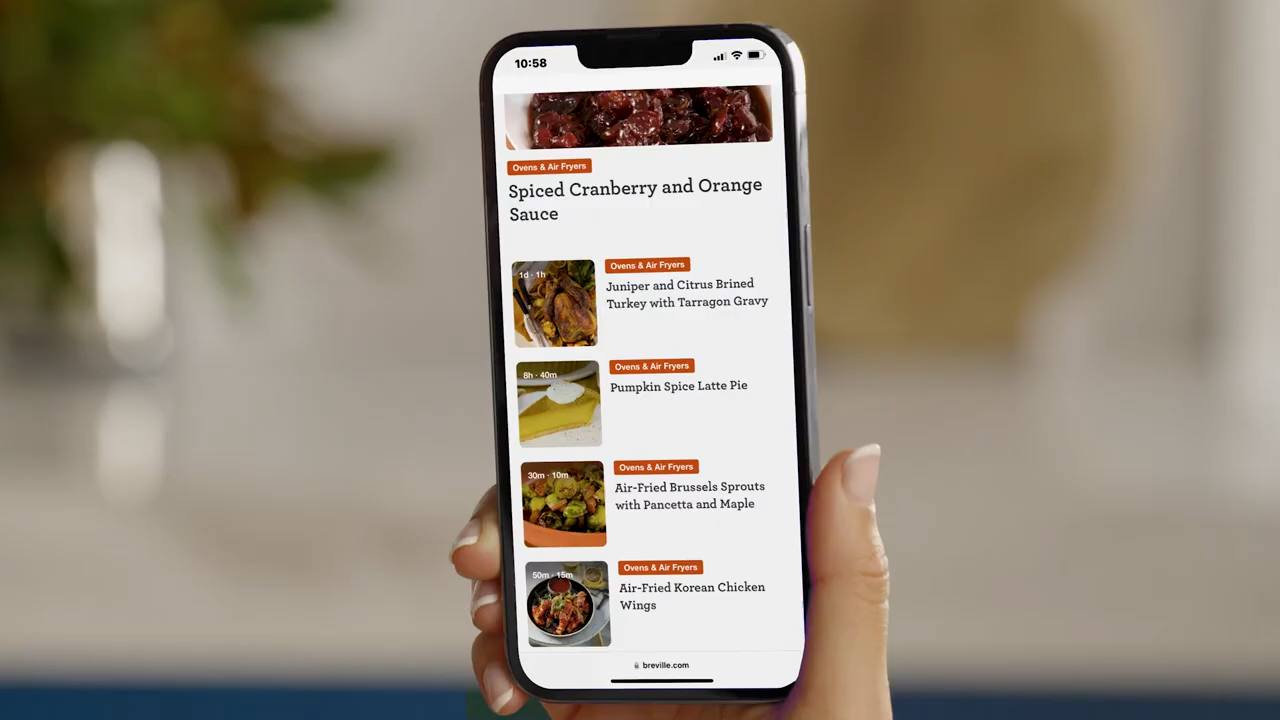 10:58
Ovens & Air Fryers
Spiced Cranberry and Orange
Sauce
1d · 1h
Ovens & Air Fryers
Juniper and Citrus Brined
Turkey with Tarragon Gravy
8h · 40m
Ovens & Air Fryers
Pumpkin Spice Latte Pie
30m · 10m
Ovens & Air Fryers
Air-Fried Brussels Sprouts
with Pancetta and Maple
50m · 15m
Ovens & Air Fryers
Air-Fried Korean Chicken
Wings
breville.com